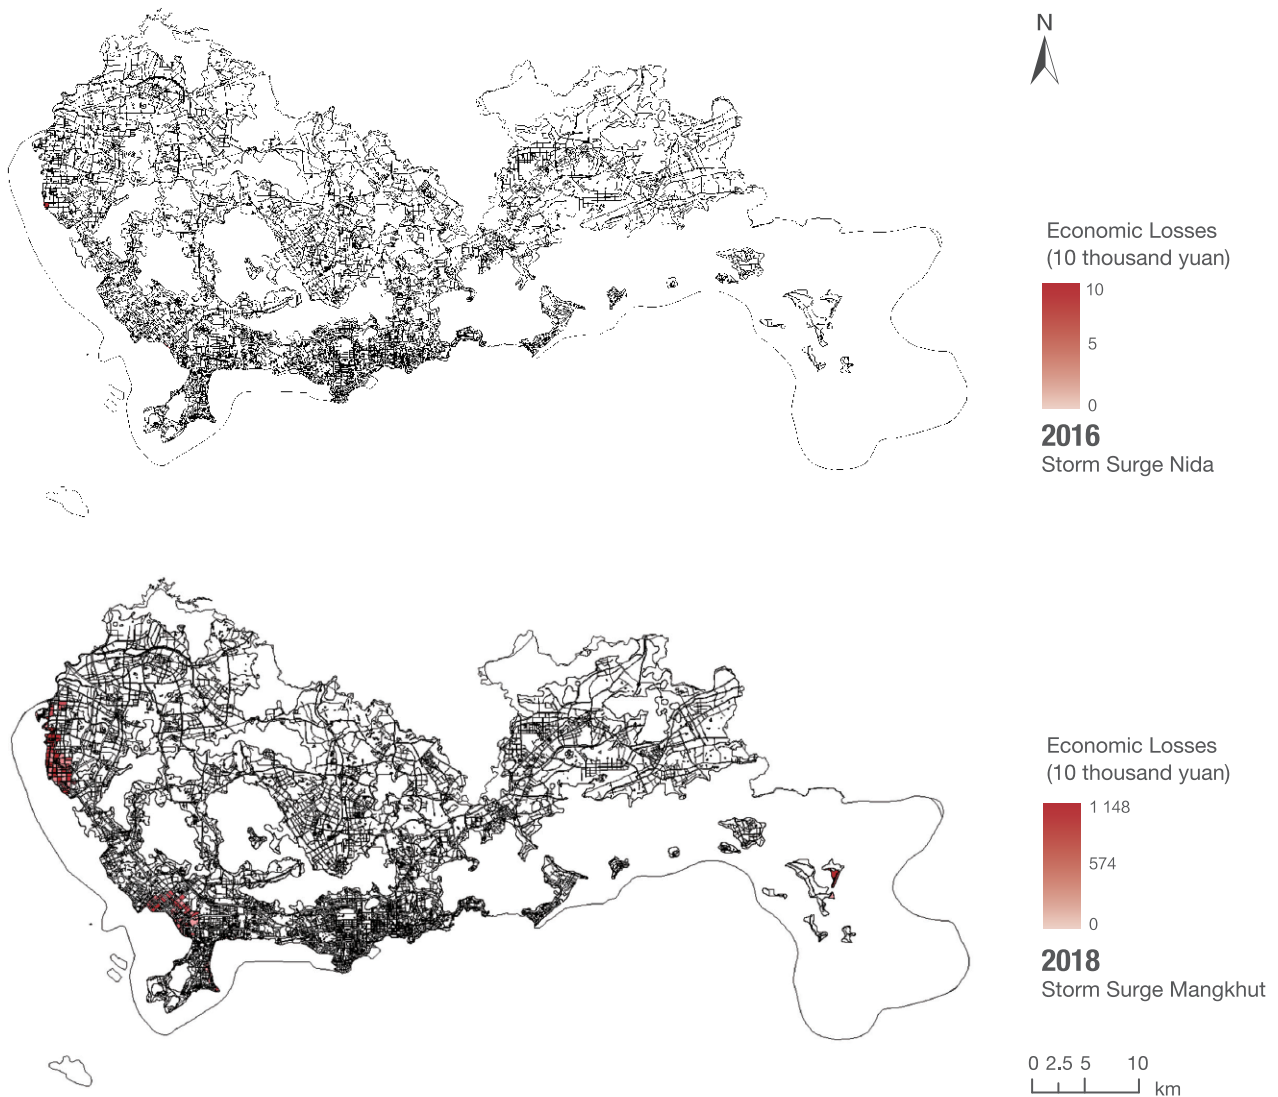 N
Economic Losses
(10 thousand yuan)
10
5
0
2016
Storm Surge Nida
Economic Losses
(10 thousand yuan)
1 148
574
0
2018
Storm Surge Mangkhut
0 2.5 5 10
km